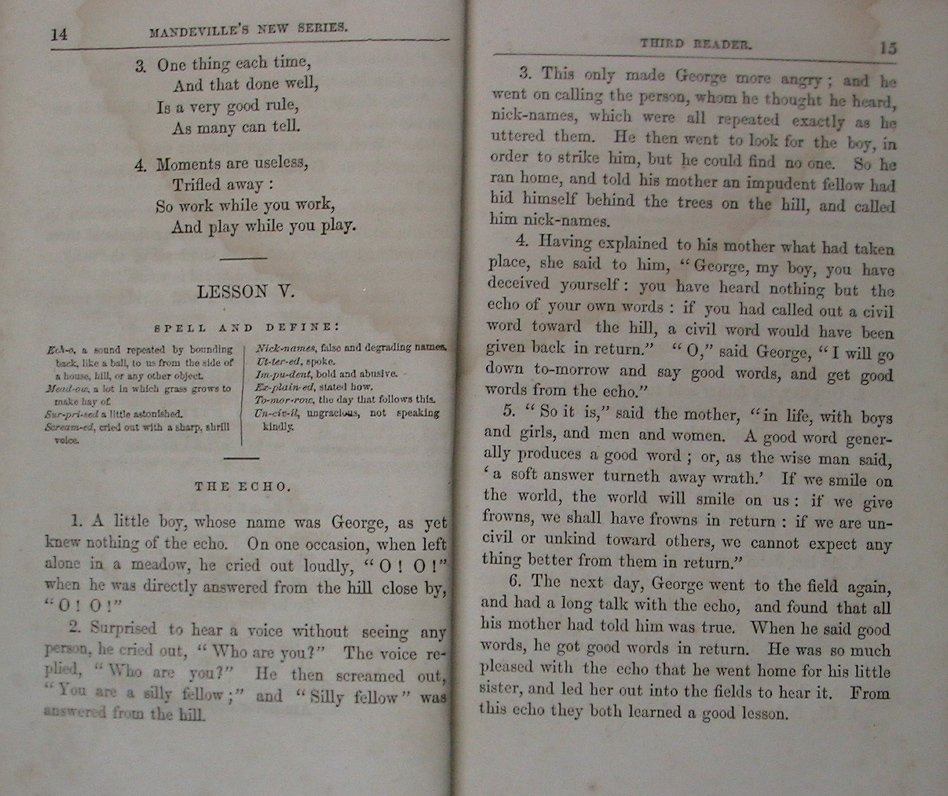 14 MANDEVILLE'S NEW SERIES.
3. One thing each time,
And that done well,
Is a very good rule,
As many can tell.
4. Moments are useless,
Trifled away :
So work while you work,
And play while you play.
LESSON V.
SPELL AND DEFINE:
Ech-o, a sound repeated by bounding
back, like a ball, to us from the side of
a house, hill, or any other object.
Mead-ow, a lot in which grass grows to
make hay of.
Sur-pri-sed a little astonished.
Scream-ed, cried out with a sharp, shrill
voice.
Nick-names, false and degrading names.
Ut-ter-ed, spoke.
Im-pu-dent, bold and abusive.
Ex-plain-ed, stated how.
To-mor-row, the day that follows this.
Un-civ-il, ungracious, not speaking
kindly.
THE ECHO.
1. A little boy, whose name was George, as yet
knew nothing of the echo. On one occasion, when left
alone in a meadow, he cried out loudly, “O ! O !”
when he was directly answered from the hill close by,
“O ! O !”
2. Surprised to hear a voice without seeing any
person, he cried out, “Who are you?” The voice re-
plied, “Who are you?” He then screamed out,
“You are a silly fellow ;” and “Silly fellow” was
answered from the hill.
THIRD READER. 15
3. This only made George more angry ; and he
went on calling the person, whom he thought he heard,
nick-names, which were all repeated exactly as he
uttered them. He then went to look for the boy, in
order to strike him, but he could find no one. So he
ran home, and told his mother an impudent fellow had
hid himself behind the trees on the hill, and called
him nick-names.
4. Having explained to his mother what had taken
place, she said to him, “George, my boy, you have
deceived yourself : you have heard nothing but the
echo of your own words : if you had called out a civil
word toward the hill, a civil word would have been
given back in return.” “O,” said George, “I will go
down to-morrow and say good words, and get good
words from the echo.”
5. “So it is,” said the mother, “in life, with boys
and girls, and men and women. A good word gener-
ally produces a good word ; or, as the wise man said,
‘a soft answer turneth away wrath.’ If we smile on
the world, the world will smile on us : if we give
frowns, we shall have frowns in return : if we are un-
civil or unkind toward others, we cannot expect any
thing better from them in return.”
6. The next day, George went to the field again,
and had a long talk with the echo, and found that all
his mother had told him was true. When he said good
words, he got good words in return. He was so much
pleased with the echo that he went home for his little
sister, and led her out into the fields to hear it. From
this echo they both learned a good lesson.